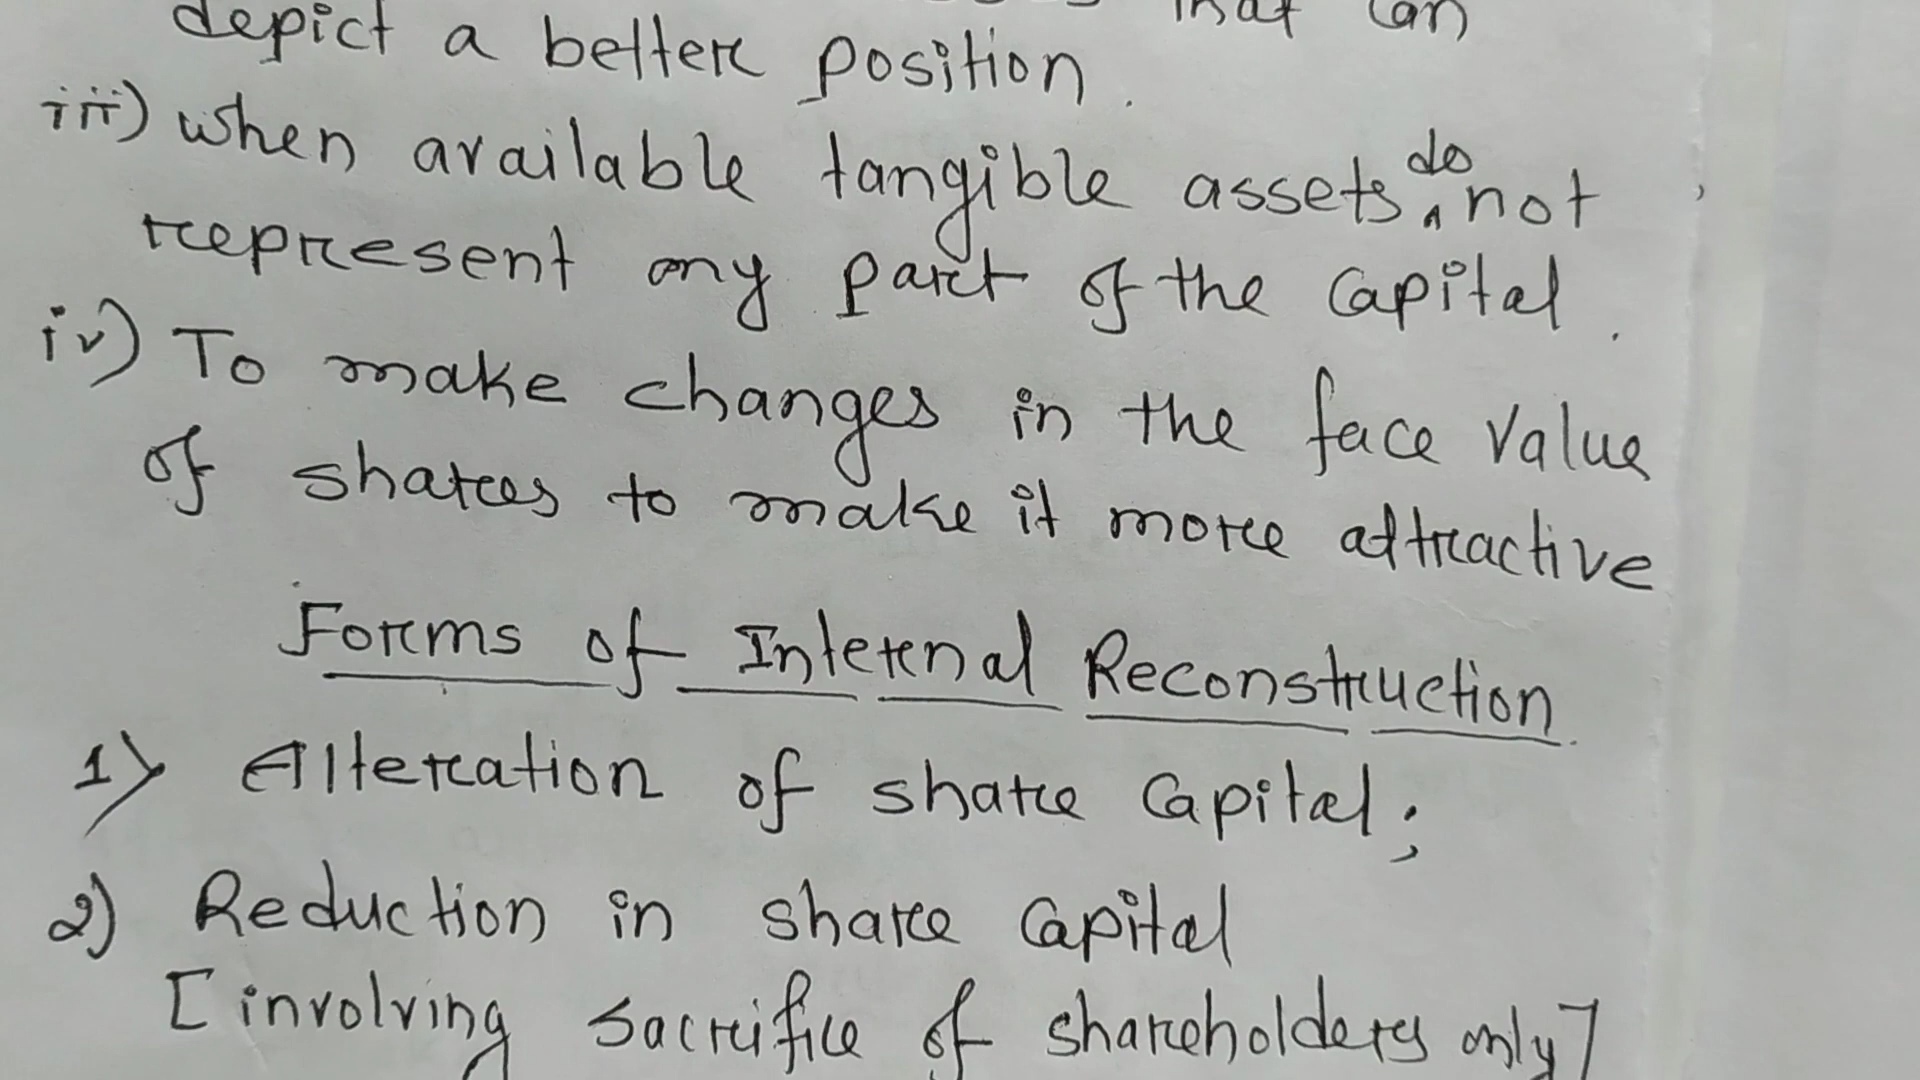 that can
depict a better position.
iii) when available tangible assets do not
represent any part of the capital.
iv) To make changes in the face value
of shares to make it more attractive
Forms of Internal Reconstruction.
1) Alteration of share capital;
2) Reduction in share capital
[involving sacrifice of shareholders only]